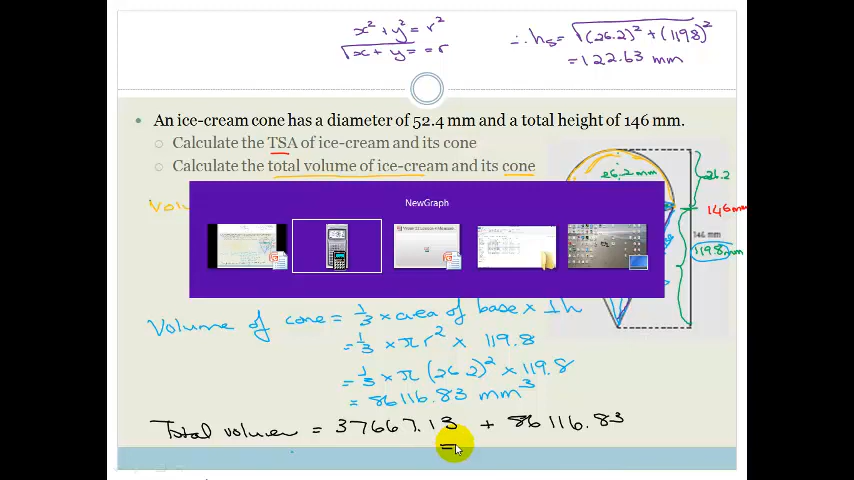 x² + y² = r²
√x + y = = r
∴ hs = √(26.2)² + (119.8)²
= 122.63 mm
An ice-cream cone has a diameter of 52.4 mm and a total height of 146 mm.
Calculate the TSA of ice-cream and its cone
Calculate the total volume of ice-cream and its cone
26.2 mm
26.2
146mm
146 mm
119.8mm
Volu
NewGraph
Volume of cone = 1/3 × area of base × ⊥h
= 1/3 × π r² × 119.8
= 1/3 × π (26.2)² × 119.8
= 86116.83 mm³
Total volume = 37667.13 + 86116.83
=